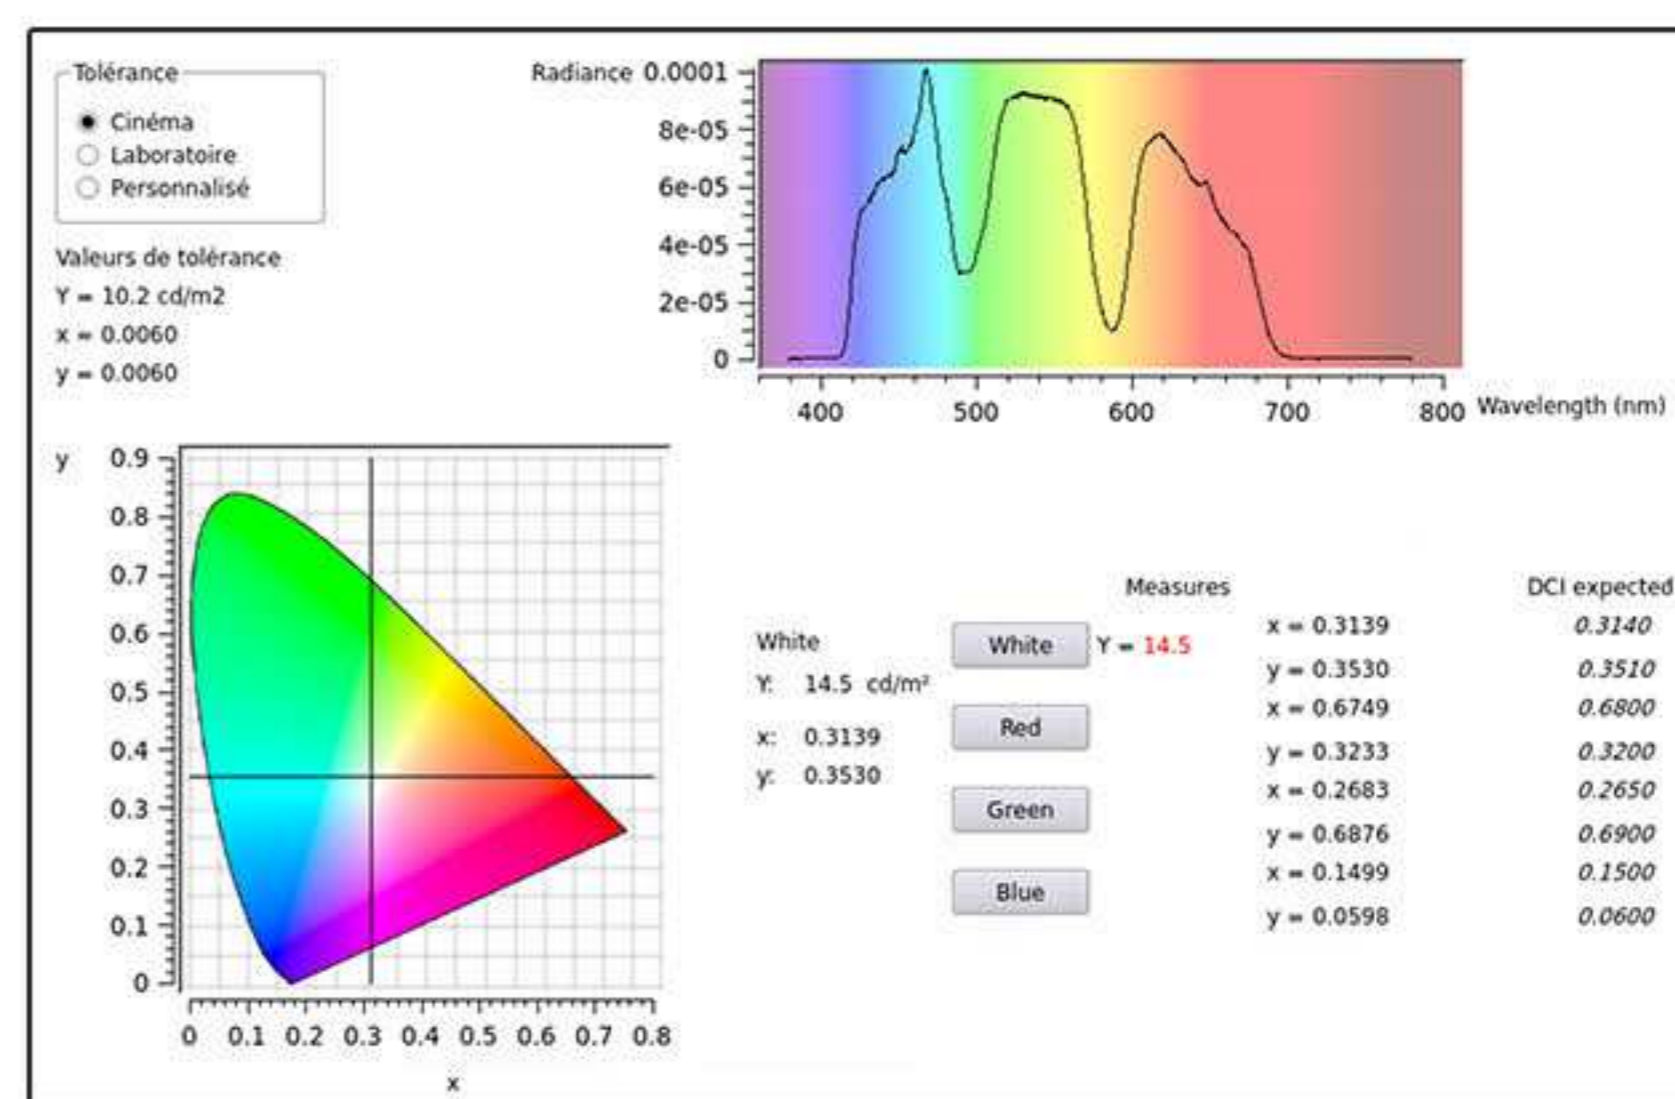 Tolérance
Cinéma
Laboratoire
Personnalisé
Valeurs de tolérance
Y = 10.2 cd/m2
x = 0.0060
y = 0.0060
Radiance 0.0001
8e-05
6e-05
4e-05
2e-05
0
400 500 600 700 800 Wavelength (nm)
y 0.9
0.8
0.7
0.6
0.5
0.4
0.3
0.2
0.1
0
0 0.1 0.2 0.3 0.4 0.5 0.6 0.7 0.8
x
White
Y: 14.5 cd/m²
x: 0.3139
y: 0.3530
Measures DCI expected
White Y = 14.5 x = 0.3139 0.3140
y = 0.3530 0.3510
Red x = 0.6749 0.6800
y = 0.3233 0.3200
Green x = 0.2683 0.2650
y = 0.6876 0.6900
Blue x = 0.1499 0.1500
y = 0.0598 0.0600